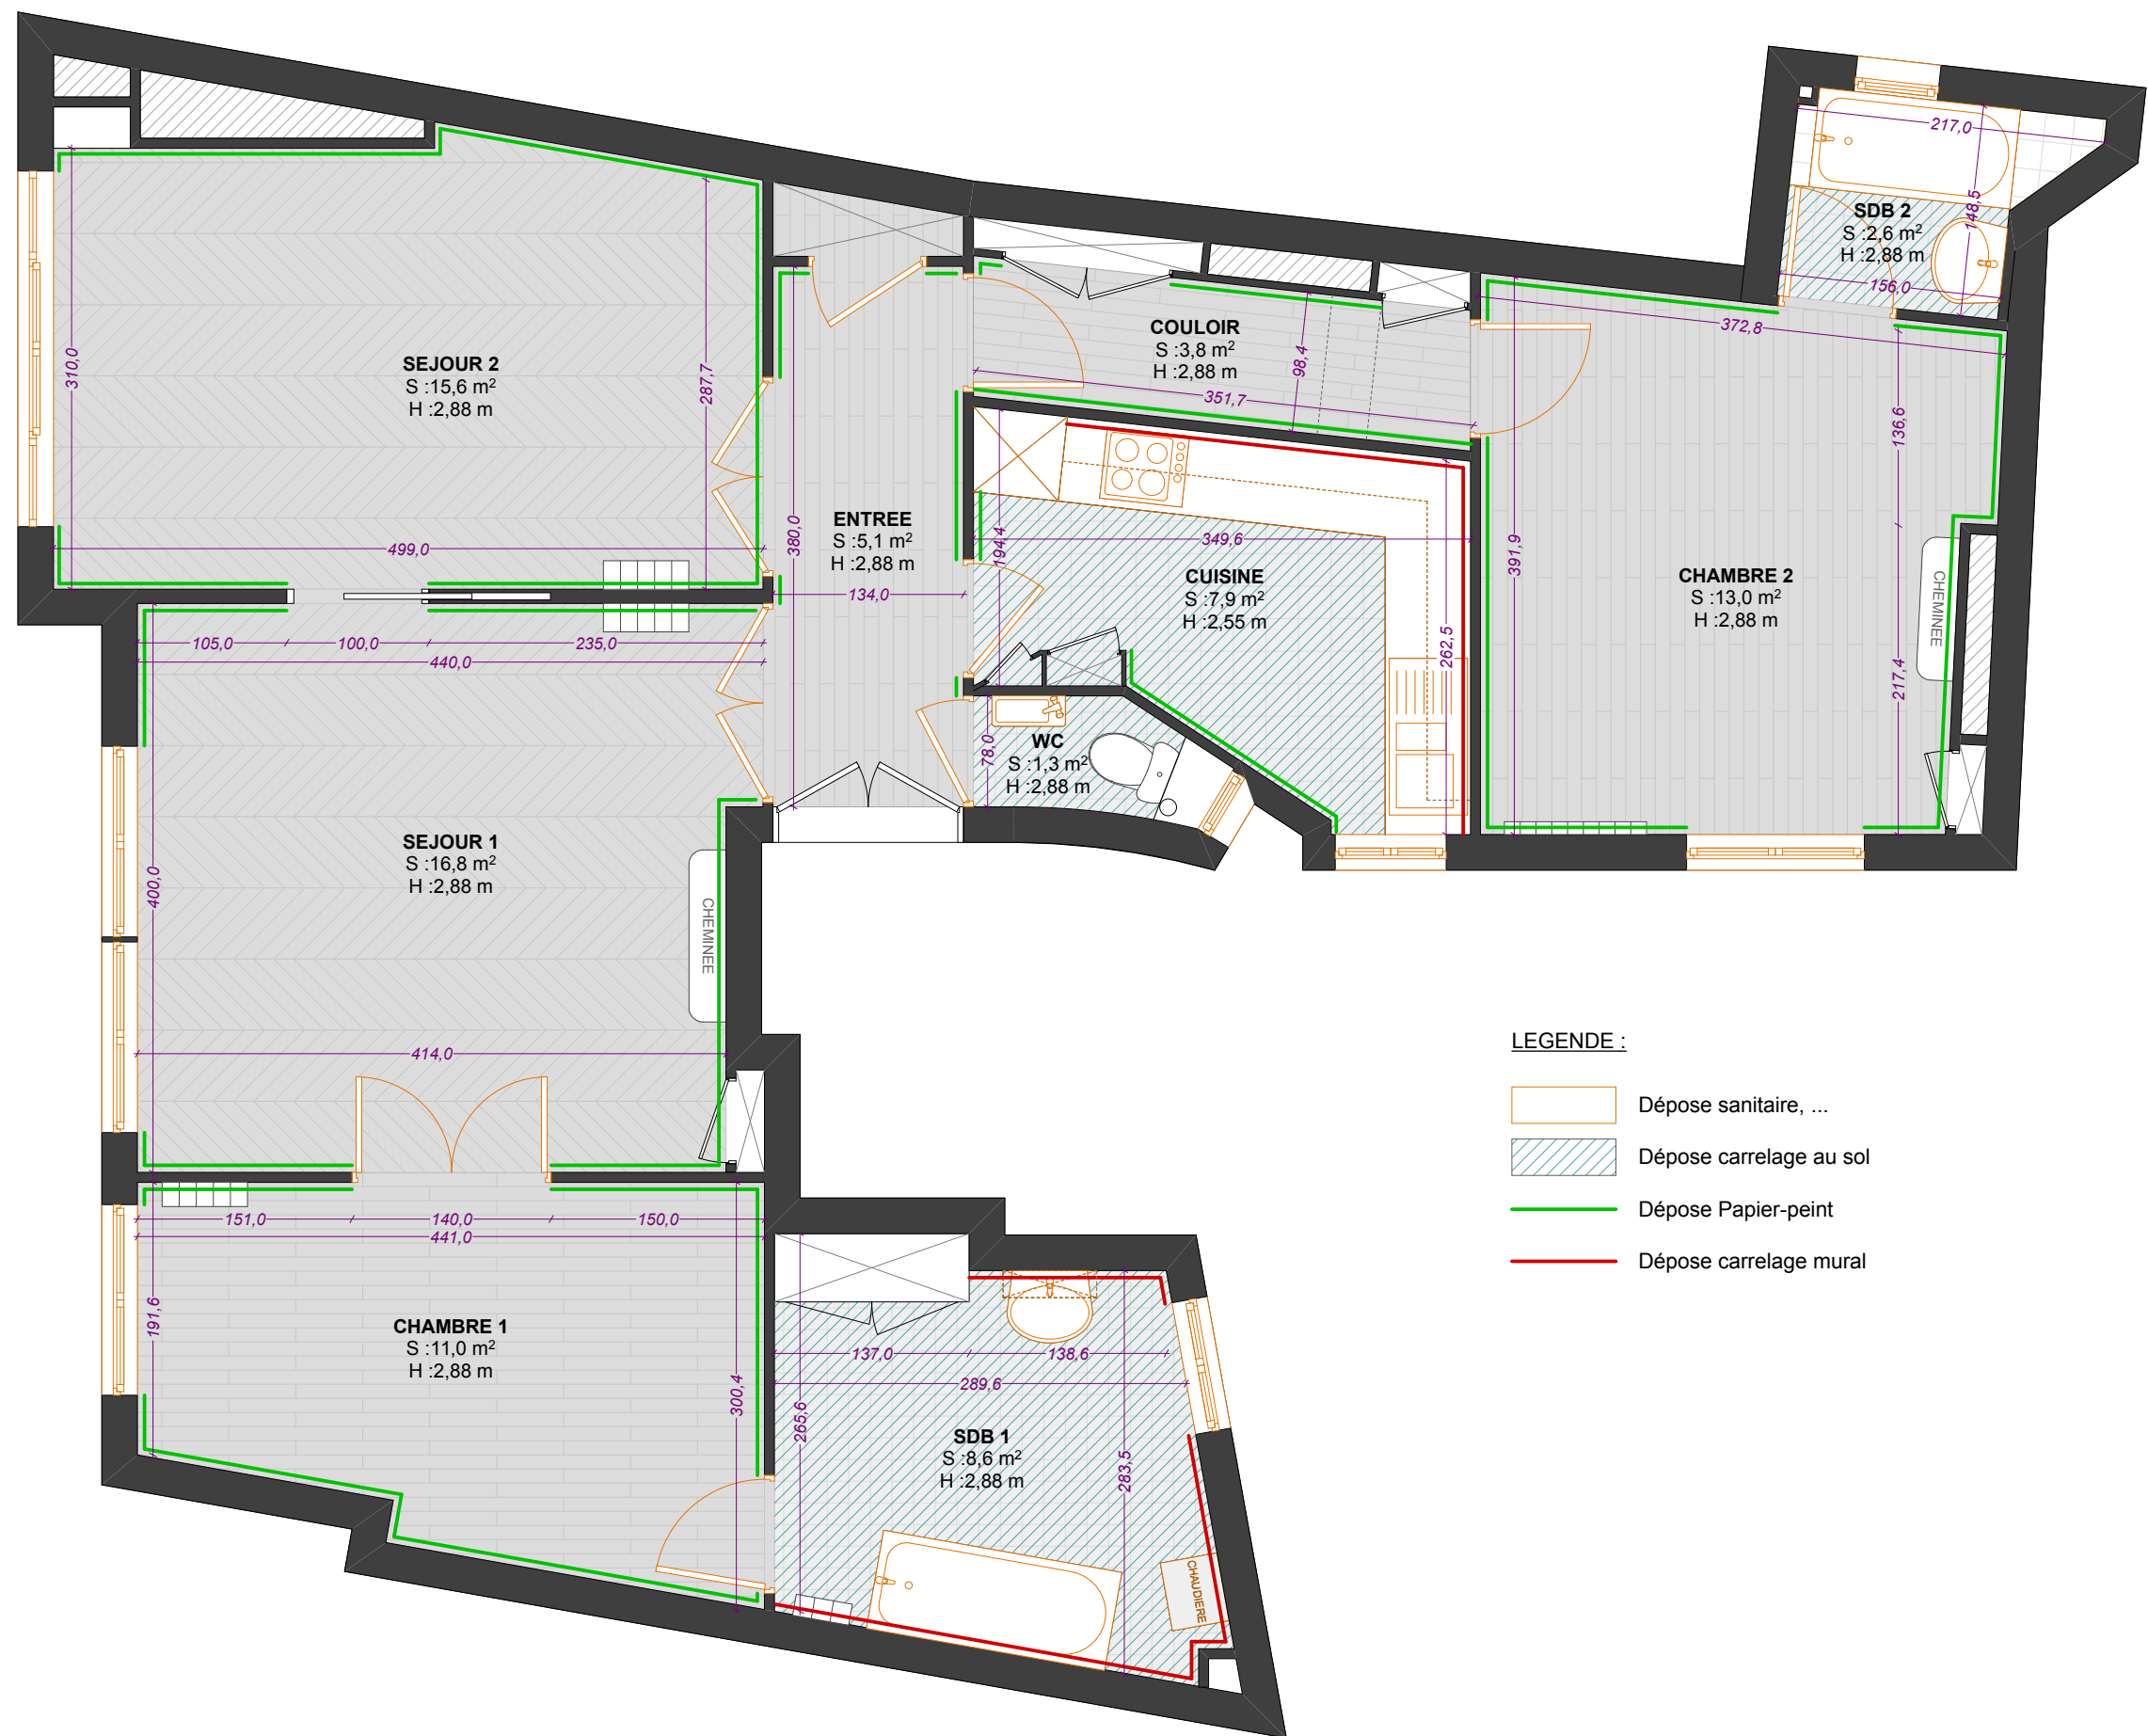 217,0
148,5
SDB 2
S :2,6 m²
H :2,88 m
156,0
372,8
COULOIR
S :3,8 m²
H :2,88 m
98,4
351,7
SEJOUR 2
S :15,6 m²
H :2,88 m
310,0
287,7
499,0
136,6
ENTREE
S :5,1 m²
H :2,88 m
380,0
134,0
194,4
349,6
CUISINE
S :7,9 m²
H :2,55 m
262,5
391,9
CHAMBRE 2
S :13,0 m²
H :2,88 m
CHEMINEE
217,4
105,0
100,0
235,0
440,0
WC
S :1,3 m²
H :2,88 m
78,0
SEJOUR 1
S :16,8 m²
H :2,88 m
400,0
CHEMINEE
414,0
LEGENDE :
Dépose sanitaire, ...
Dépose carrelage au sol
Dépose Papier-peint
Dépose carrelage mural
151,0
140,0
150,0
441,0
191,6
CHAMBRE 1
S :11,0 m²
H :2,88 m
300,4
137,0
138,6
289,6
265,6
SDB 1
S :8,6 m²
H :2,88 m
283,5
CHAUDIERE